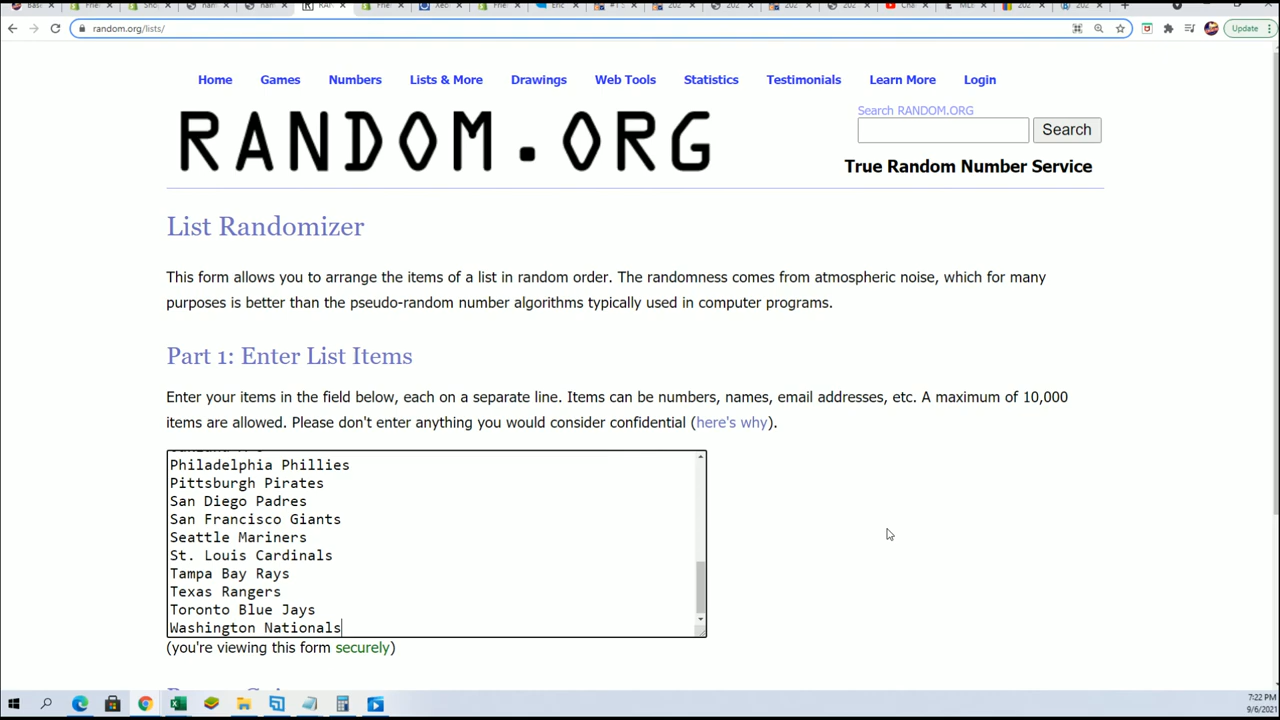 random.org/lists/
Update
Home Games Numbers Lists & More Drawings Web Tools Statistics Testimonials Learn More Login
RANDOM.ORG
Search RANDOM.ORG
Search
True Random Number Service
List Randomizer
This form allows you to arrange the items of a list in random order. The randomness comes from atmospheric noise, which for many
purposes is better than the pseudo-random number algorithms typically used in computer programs.
Part 1: Enter List Items
Enter your items in the field below, each on a separate line. Items can be numbers, names, email addresses, etc. A maximum of 10,000
items are allowed. Please don't enter anything you would consider confidential (here's why).
Philadelphia Phillies
Pittsburgh Pirates
San Diego Padres
San Francisco Giants
Seattle Mariners
St. Louis Cardinals
Tampa Bay Rays
Texas Rangers
Toronto Blue Jays
Washington Nationals
(you're viewing this form securely)
7:22 PM
9/6/2021